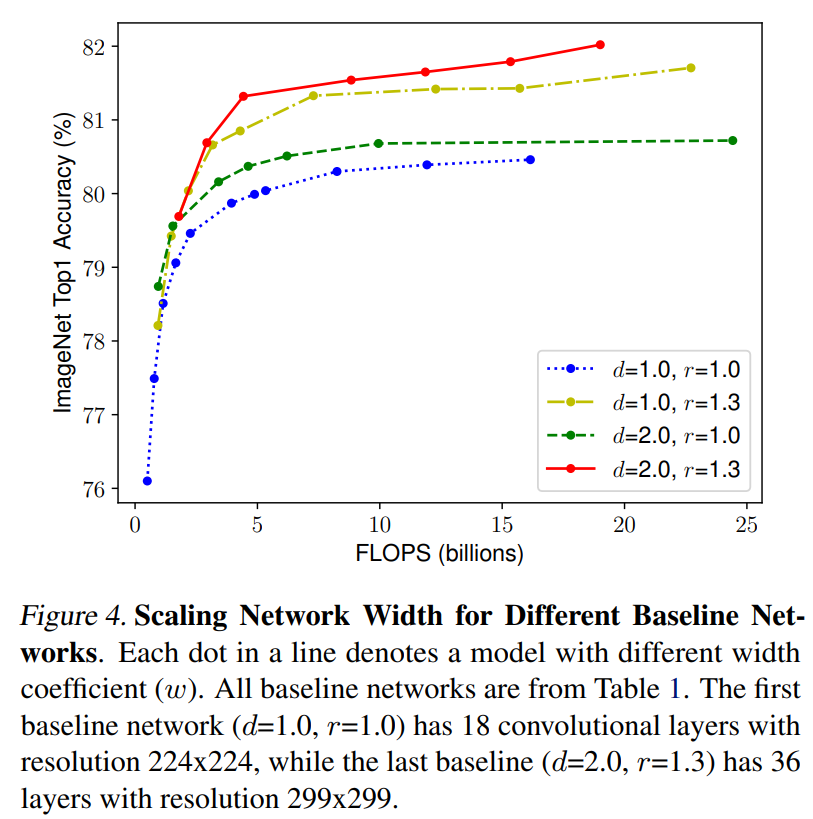 82
81
80
79
78
77
76
ImageNet Top1 Accuracy (%)
0 5 10 15 20 25
FLOPS (billions)
d=1.0, r=1.0
d=1.0, r=1.3
d=2.0, r=1.0
d=2.0, r=1.3
Figure 4. Scaling Network Width for Different Baseline Net-
works. Each dot in a line denotes a model with different width
coefficient (w). All baseline networks are from Table 1. The first
baseline network (d=1.0, r=1.0) has 18 convolutional layers with
resolution 224x224, while the last baseline (d=2.0, r=1.3) has 36
layers with resolution 299x299.